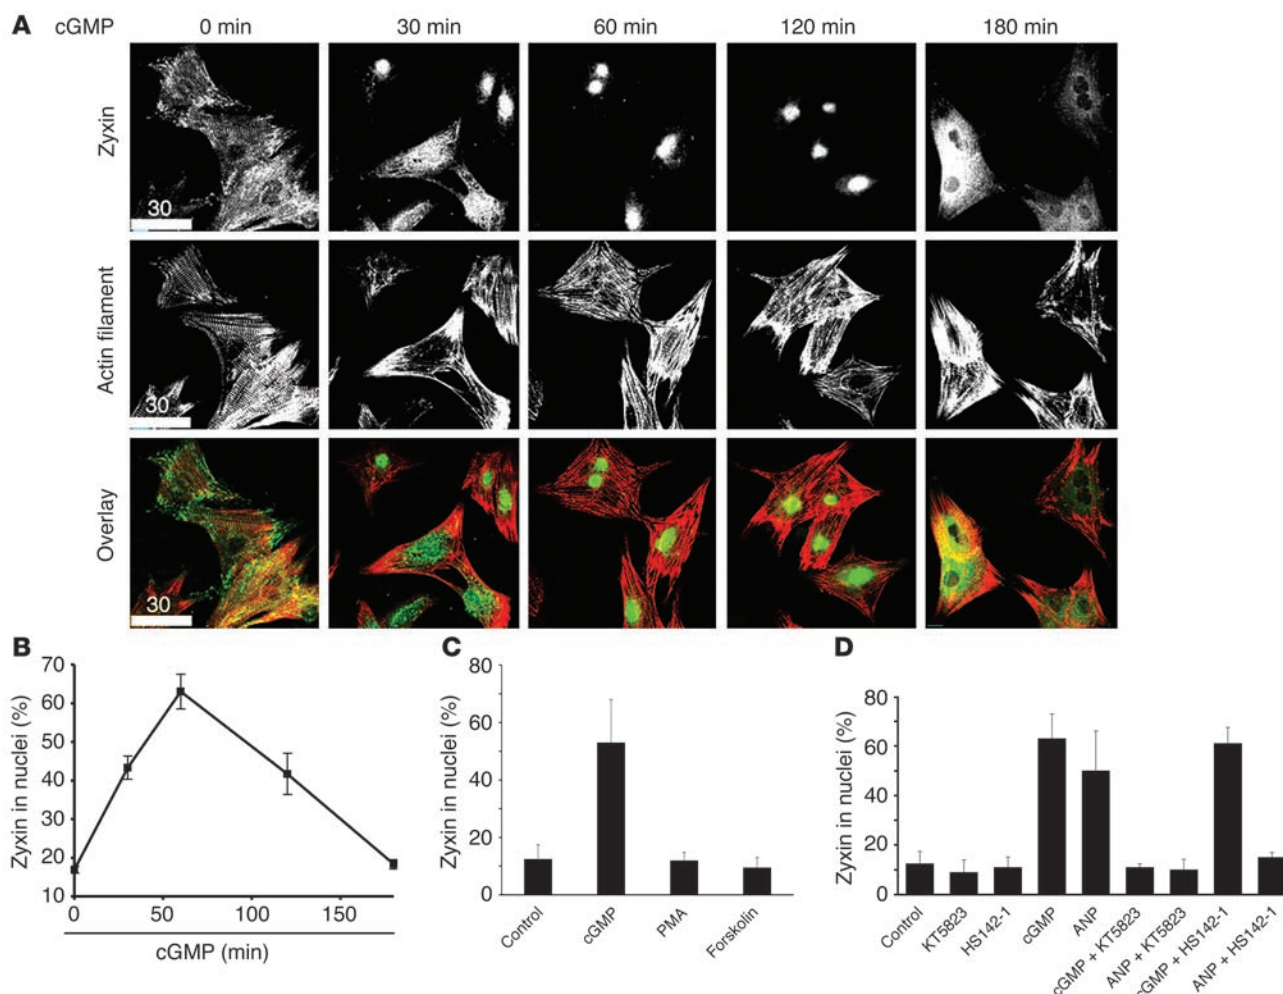 A cGMP 0 min 30 min 60 min 120 min 180 min
Zyxin
30
Actin filament
30
Overlay
30
B
Zyxin in nuclei (%)
70
60
50
40
30
20
10
0 50 100 150
cGMP (min)
C
Zyxin in nuclei (%)
80
60
40
20
0
Control
cGMP
PMA
Forskolin
D
Zyxin in nuclei (%)
80
60
40
20
0
Control
KT5823
HS142-1
cGMP
ANP
cGMP + KT5823
ANP + KT5823
cGMP + HS142-1
ANP + HS142-1